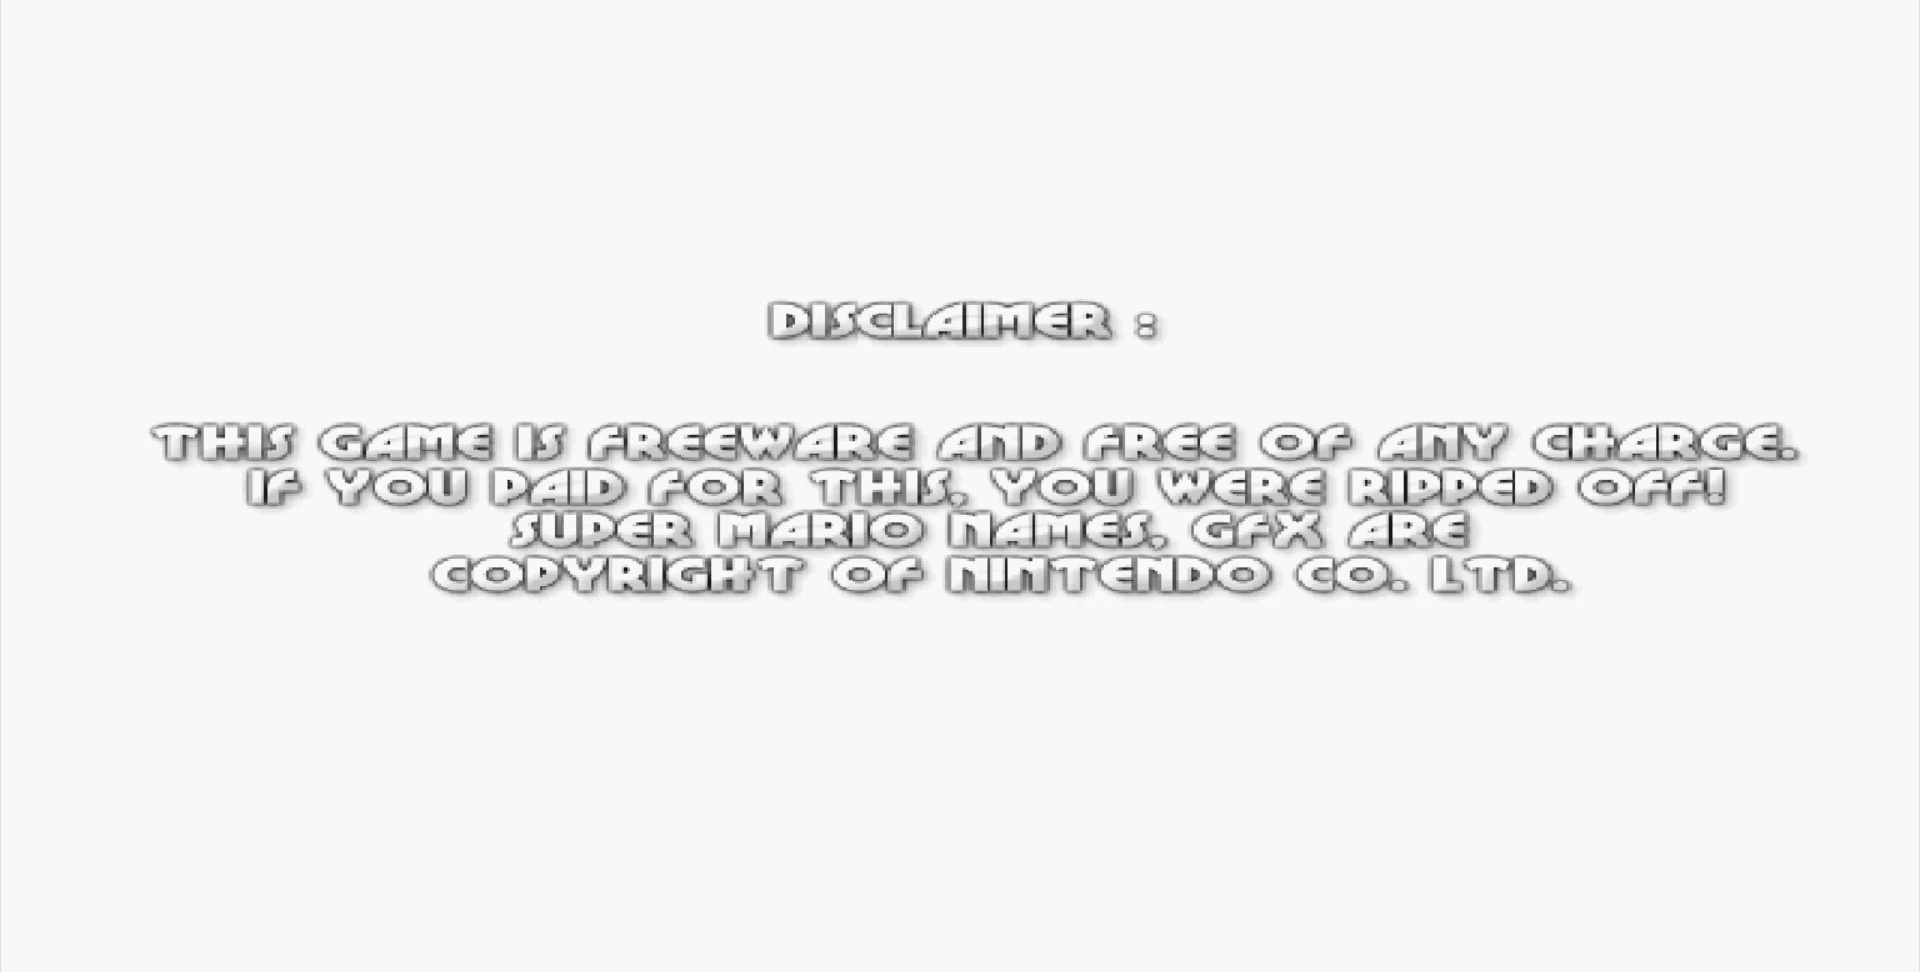 DISCLAIMER :
THIS GAME IS FREEWARE AND FREE OF ANY CHARGE.
IF YOU PAID FOR THIS, YOU WERE RIPPED OFF!
SUPER MARIO NAMES, GFX ARE
COPYRIGHT OF NINTENDO CO. LTD.